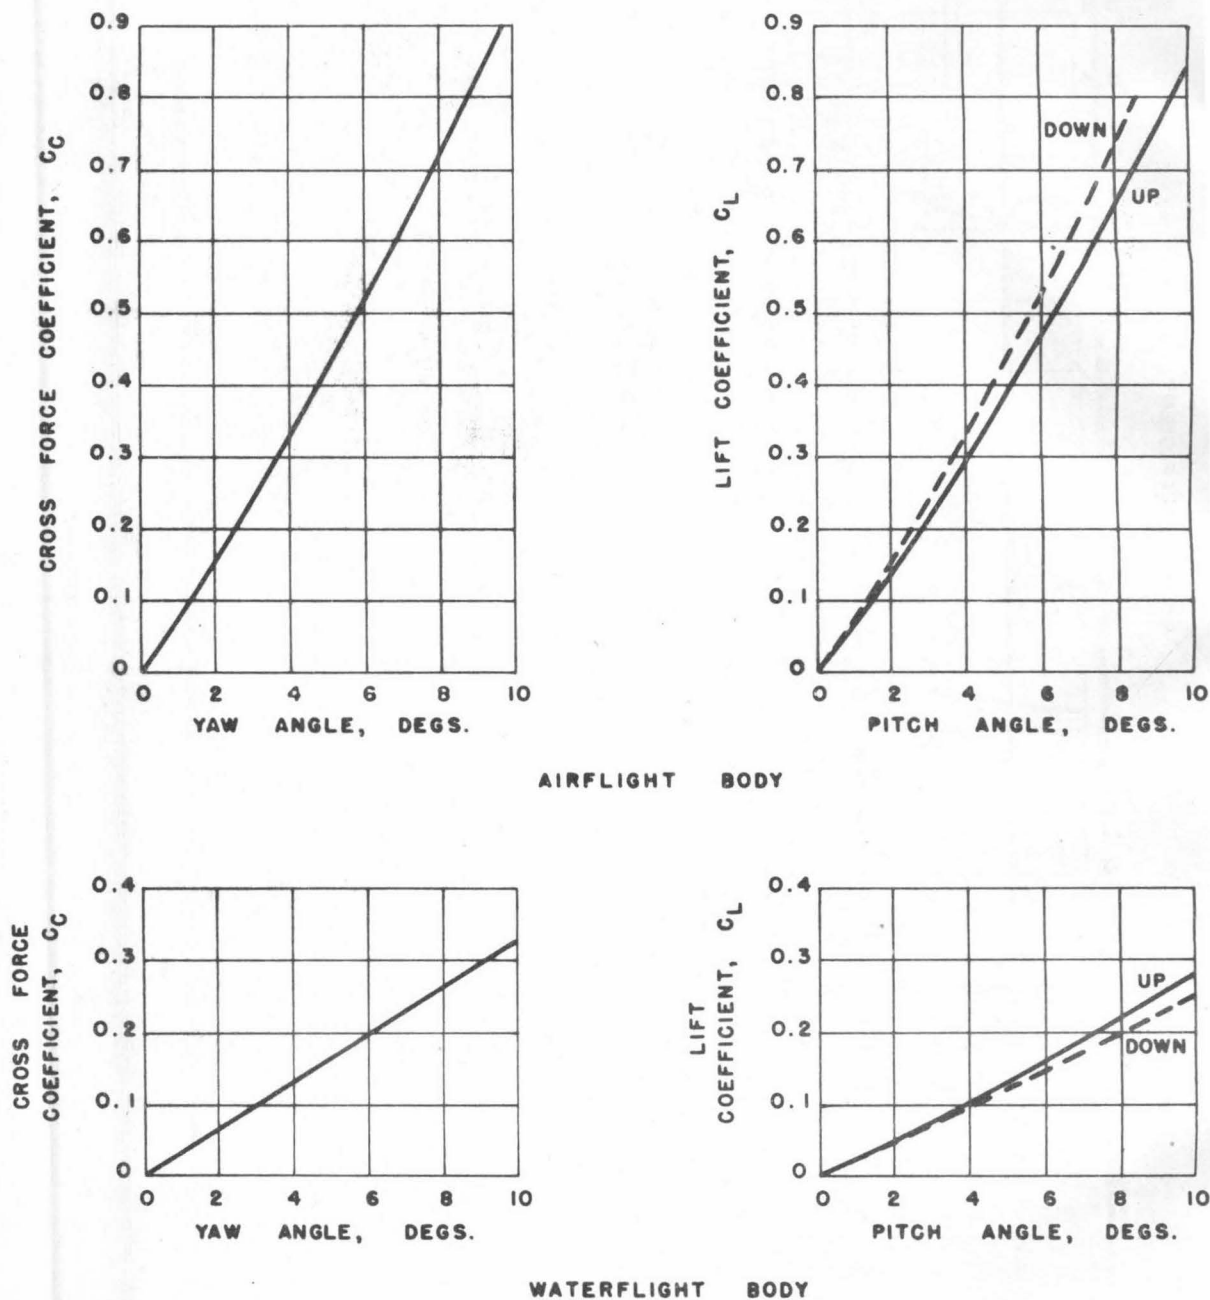 CROSS FORCE COEFFICIENT, CC
0.9
0.8
0.7
0.6
0.5
0.4
0.3
0.2
0.1
0
0 2 4 6 8 10
YAW ANGLE, DEGS.
LIFT COEFFICIENT, CL
0.9
0.8
0.7
0.6
0.5
0.4
0.3
0.2
0.1
0
DOWN
UP
0 2 4 6 8 10
PITCH ANGLE, DEGS.
AIRFLIGHT BODY
CROSS FORCE
COEFFICIENT, CC
0.4
0.3
0.2
0.1
0
0 2 4 6 8 10
YAW ANGLE, DEGS.
LIFT
COEFFICIENT, CL
0.4
0.3
0.2
0.1
0
UP
DOWN
0 2 4 6 8 10
PITCH ANGLE, DEGS.
WATERFLIGHT BODY